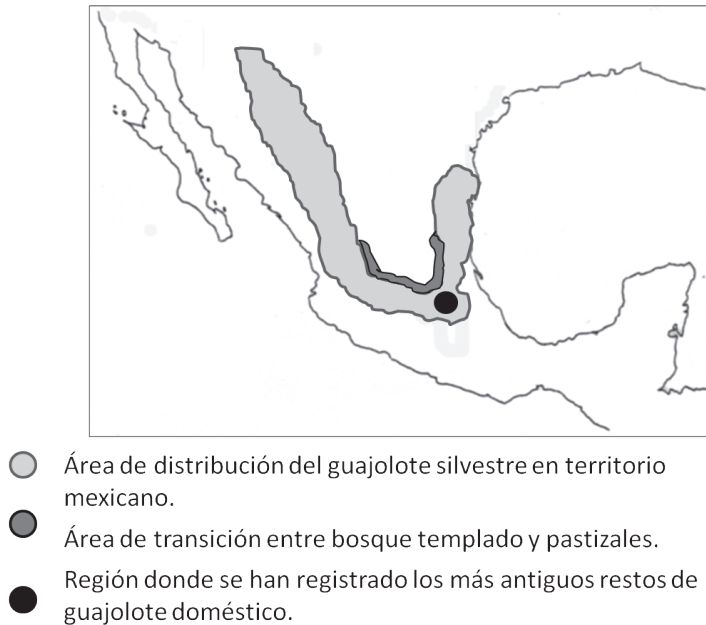 Área de distribución del guajolote silvestre en territorio
mexicano.
Área de transición entre bosque templado y pastizales.
Región donde se han registrado los más antiguos restos de
guajolote doméstico.